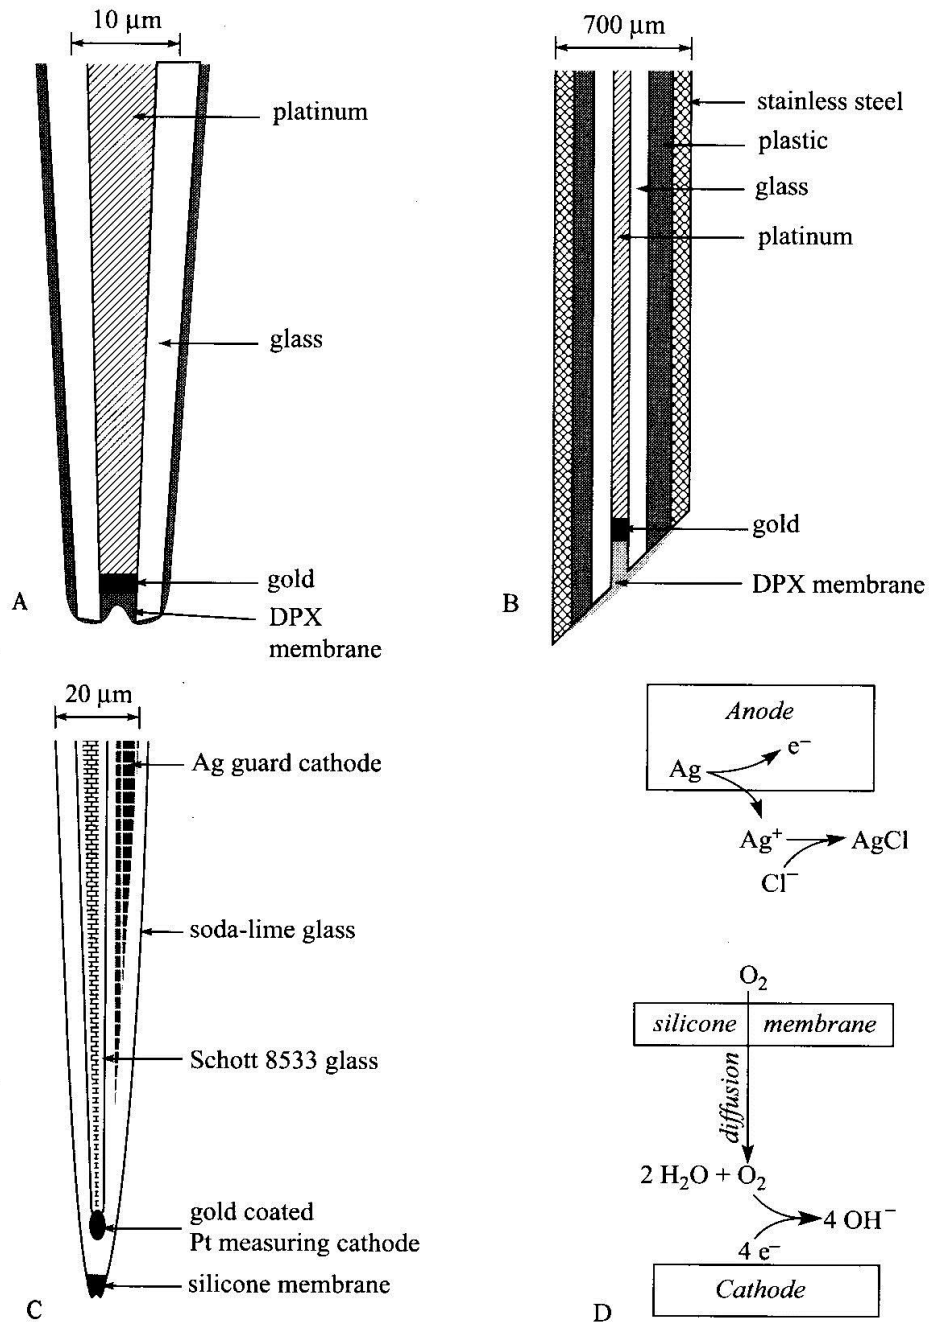 10 μm
platinum
glass
gold
DPX
membrane
A
700 μm
stainless steel
plastic
glass
platinum
gold
DPX membrane
B
20 μm
Ag guard cathode
soda-lime glass
Schott 8533 glass
gold coated
Pt measuring cathode
silicone membrane
C
Anode
Ag
e⁻
Ag⁺
AgCl
Cl⁻
O₂
silicone membrane
diffusion
2 H₂O + O₂
4 OH⁻
4 e⁻
Cathode
D